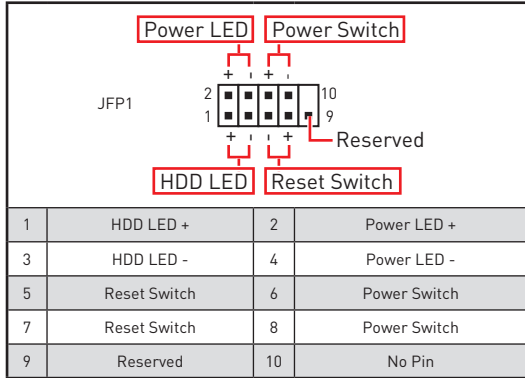 Power LED Power Switch
+ - + -
JFP1
2 10
1 9
+ - - +
Reserved
HDD LED Reset Switch
1 HDD LED + 2 Power LED +
3 HDD LED - 4 Power LED -
5 Reset Switch 6 Power Switch
7 Reset Switch 8 Power Switch
9 Reserved 10 No Pin